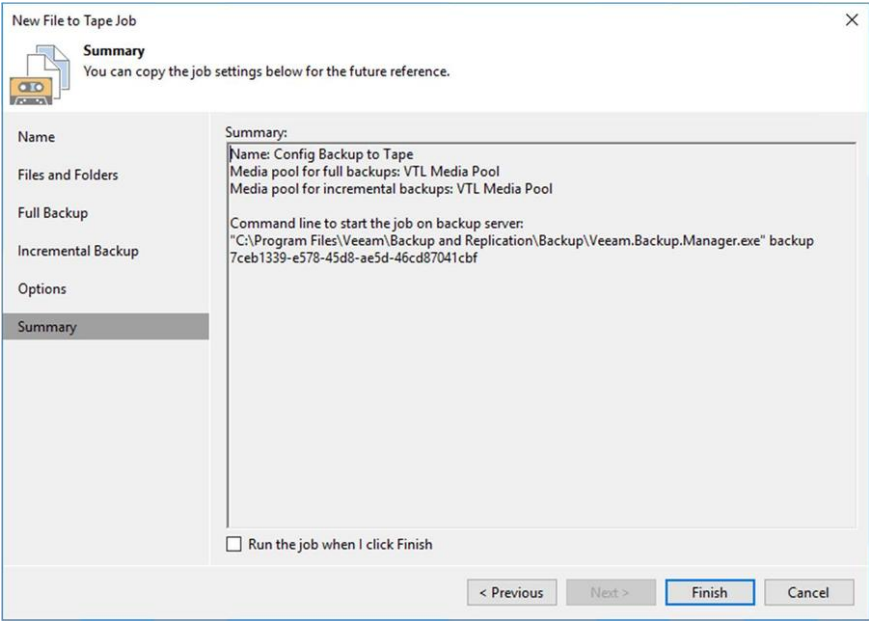 New File to Tape Job
Summary
You can copy the job settings below for the future reference.
Name
Files and Folders
Full Backup
Incremental Backup
Options
Summary
Summary:
Name: Config Backup to Tape
Media pool for full backups: VTL Media Pool
Media pool for incremental backups: VTL Media Pool
Command line to start the job on backup server:
"C:\Program Files\Veeam\Backup and Replication\Backup\Veeam.Backup.Manager.exe" backup
7ceb1339-e578-45d8-ae5d-46cd87041cbf
Run the job when I click Finish
< Previous
Next >
Finish
Cancel